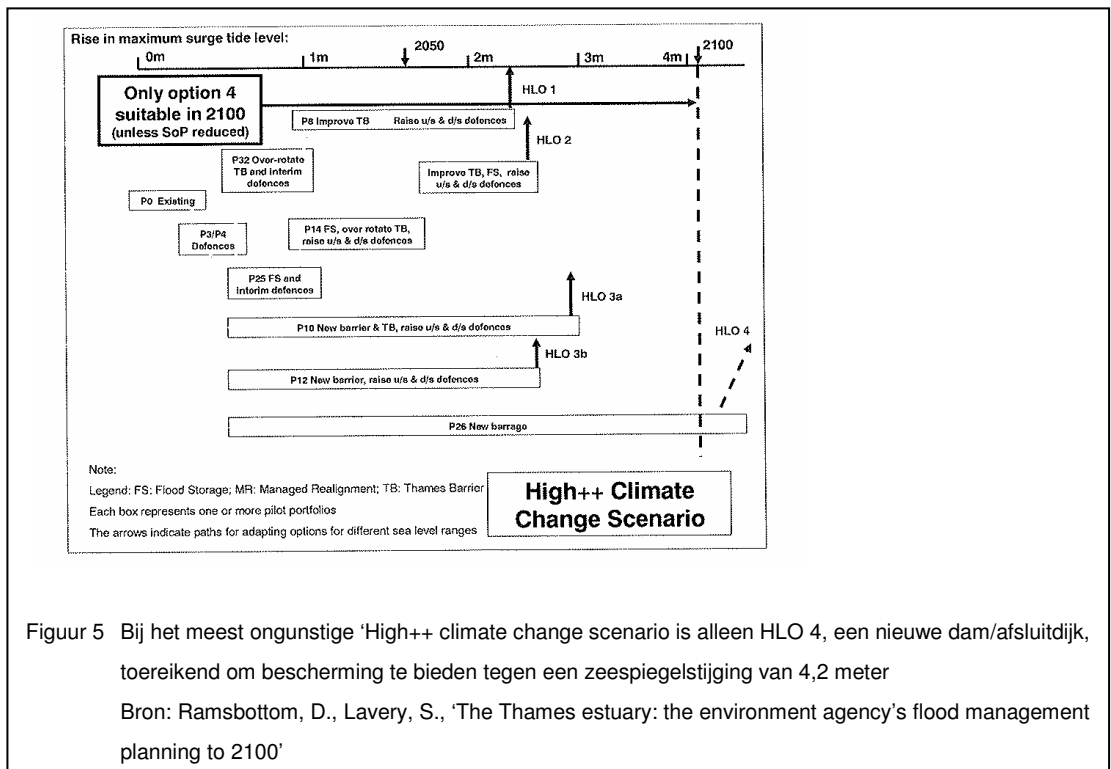 Rise in maximum surge tide level:
2050
2100
0m
1m
2m
3m
4m
Only option 4
suitable in 2100
(unless SoP reduced)
HLO 1
P8 Improve TB Raise u/s & d/s defences
HLO 2
P32 Over-rotate
TB and interim
defences
Improve TB, FS, raise
u/s & d/s defences
P0 Existing
P3/P4
Defences
P14 FS, over rotate TB,
raise u/s & d/s defences
P25 FS and
interim defences
HLO 3a
P10 New barrier & TB, raise u/s & d/s defences
HLO 4
HLO 3b
P12 New barrier, raise u/s & d/s defences
P26 New barrage
Note:
Legend: FS: Flood Storage; MR: Managed Realignment; TB: Thames Barrier
Each box represents one or more pilot portfolios
The arrows indicate paths for adapting options for different sea level ranges
High++ Climate
Change Scenario
Figuur 5 Bij het meest ongunstige ‘High++ climate change scenario is alleen HLO 4, een nieuwe dam/afsluitdijk,
toereikend om bescherming te bieden tegen een zeespiegelstijging van 4,2 meter
Bron: Ramsbottom, D., Lavery, S., ‘The Thames estuary: the environment agency’s flood management
planning to 2100’